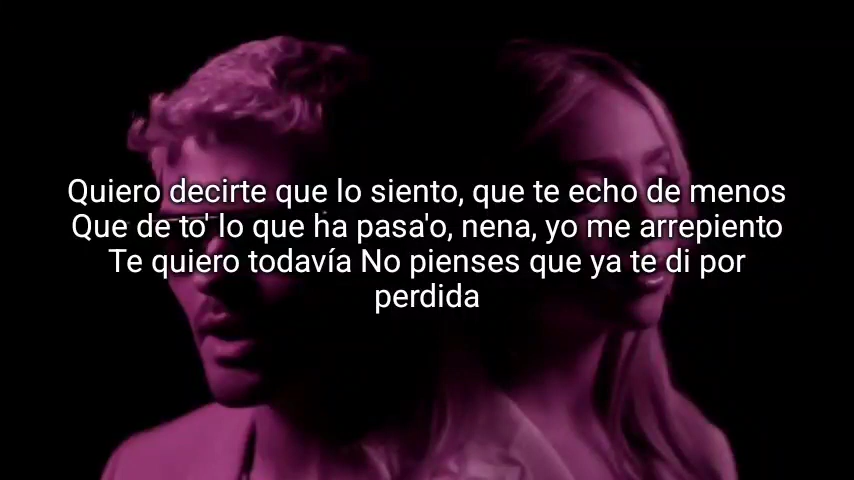 Quiero decirte que lo siento, que te echo de menos
Que de to' lo que ha pasa'o, nena, yo me arrepiento
Te quiero todavía No pienses que ya te di por
perdida